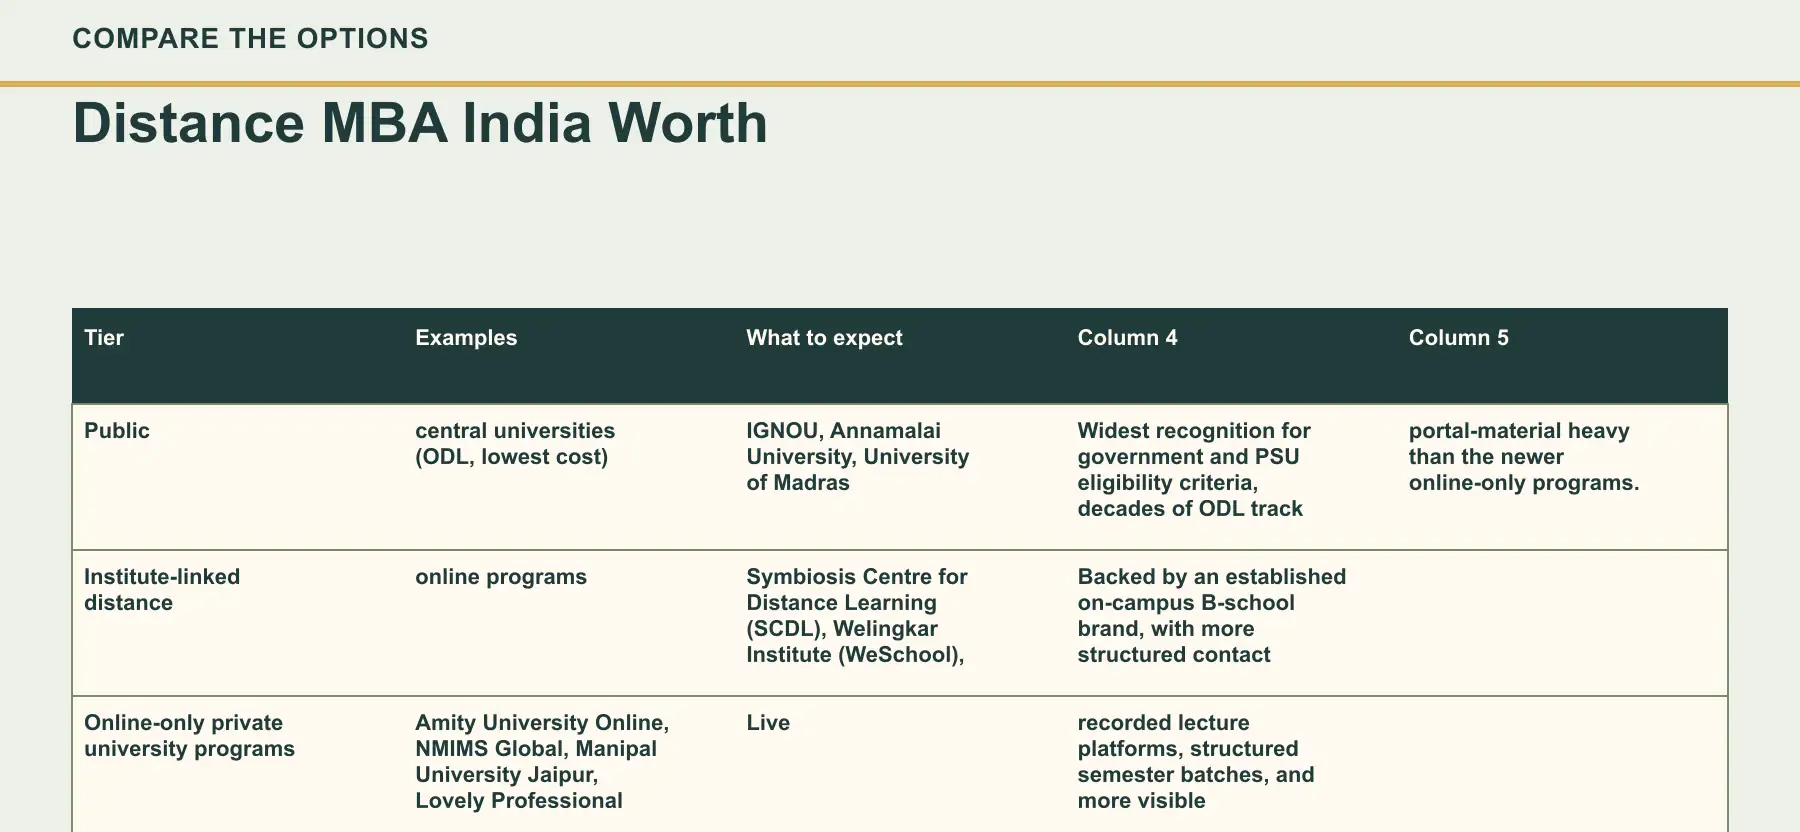 COMPARE THE OPTIONS
Distance MBA India Worth
Tier
Examples
What to expect
Column 4
Column 5
Public
central universities
(ODL, lowest cost)
IGNOU, Annamalai
University, University
of Madras
Widest recognition for
government and PSU
eligibility criteria,
decades of ODL track
portal-material heavy
than the newer
online-only programs.
Institute-linked
distance
online programs
Symbiosis Centre for
Distance Learning
(SCDL), Welingkar
Institute (WeSchool),
Backed by an established
on-campus B-school
brand, with more
structured contact
Online-only private
university programs
Amity University Online,
NMIMS Global, Manipal
University Jaipur,
Lovely Professional
Live
recorded lecture
platforms, structured
semester batches, and
more visible